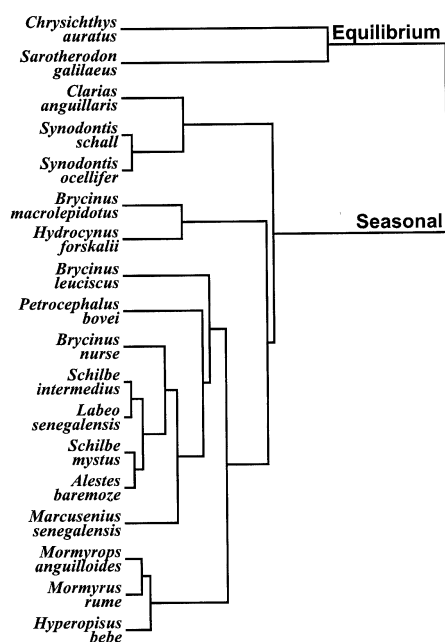 Chrysichthys
auratus
Equilibrium
Sarotherodon
galilaeus
Clarias
anguillaris
Synodontis
schall
Synodontis
ocellifer
Brycinus
macrolepidotus
Hydrocynus
forskalii
Seasonal
Brycinus
leuciscus
Petrocephalus
bovei
Brycinus
nurse
Schilbe
intermedius
Labeo
senegalensis
Schilbe
mystus
Alestes
baremoze
Marcusenius
senegalensis
Mormyrops
anguilloides
Mormyrus
rume
Hyperopisus
bebe